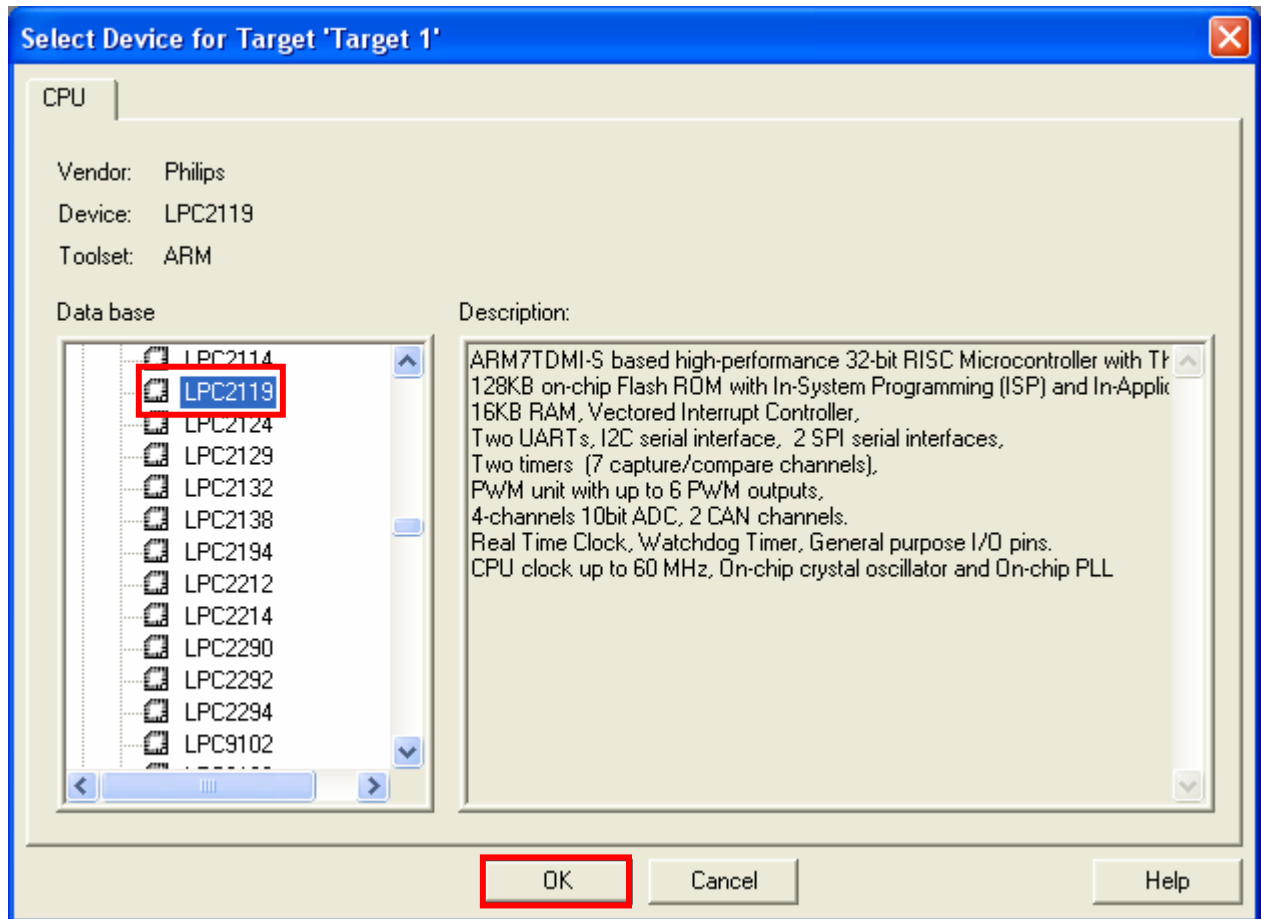 Select Device for Target 'Target 1'
CPU
Vendor: Philips
Device: LPC2119
Toolset: ARM
Data base
Description:
LPC2114
LPC2119
LPC2124
LPC2129
LPC2132
LPC2138
LPC2194
LPC2212
LPC2214
LPC2290
LPC2292
LPC2294
LPC9102
ARM7TDMI-S based high-performance 32-bit RISC Microcontroller with
128KB on-chip Flash ROM with In-System Programming (ISP) and In-Applic
16KB RAM, Vectored Interrupt Controller,
Two UARTs, I2C serial interface, 2 SPI serial interfaces,
Two timers (7 capture/compare channels),
PWM unit with up to 6 PWM outputs,
4-channels 10bit ADC, 2 CAN channels.
Real Time Clock, Watchdog Timer, General purpose I/O pins.
CPU clock up to 60 MHz, On-chip crystal oscillator and On-chip PLL
OK Cancel Help